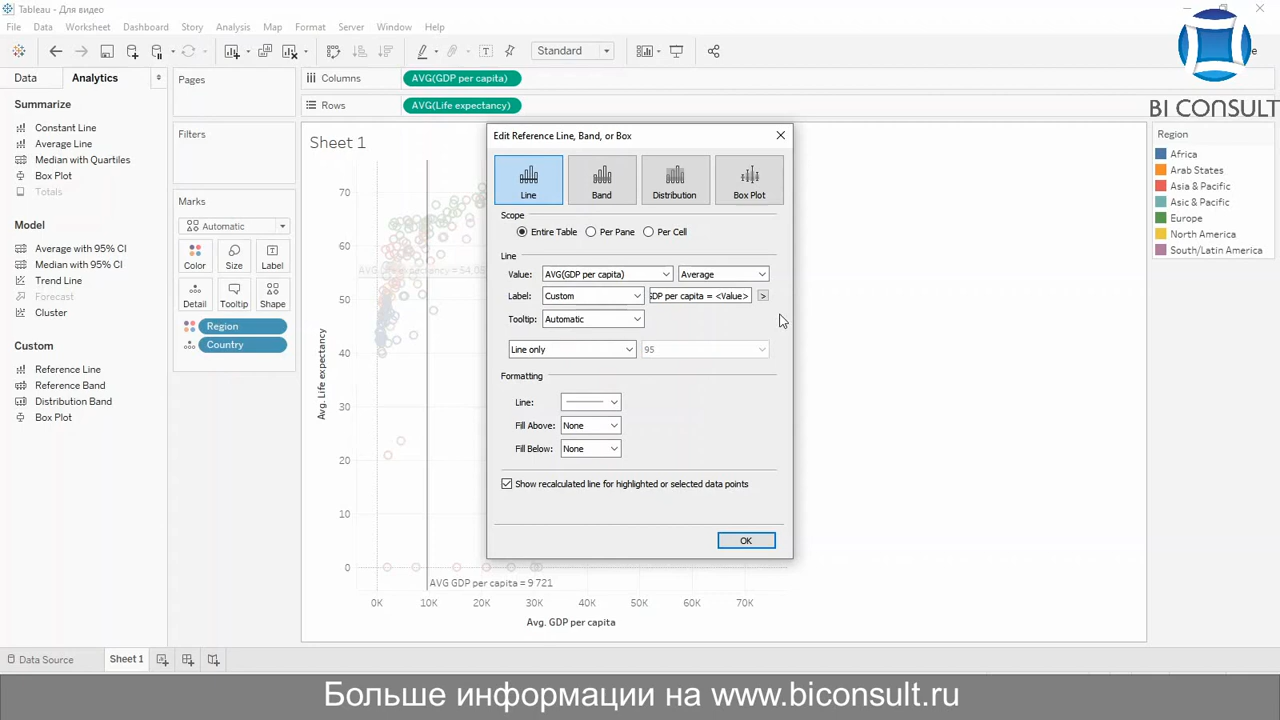 Tableau - Для видео
File Data Worksheet Dashboard Story Analysis Map Format Server Window Help
Standard
BI CONSULT
Data Analytics
Summarize
Constant Line
Average Line
Median with Quartiles
Box Plot
Totals
Model
Average with 95% CI
Median with 95% CI
Trend Line
Forecast
Cluster
Custom
Reference Line
Reference Band
Distribution Band
Box Plot
Pages
Filters
Marks
Automatic
Color Size Label
Detail Tooltip Shape
Region
Country
Columns AVG(GDP per capita)
Rows AVG(Life expectancy)
Sheet 1
Avg. Life expectancy
70
60
50
40
30
20
10
0
AVG GDP per capita = 9 721
0K 10K 20K 30K 40K 50K 60K 70K
Avg. GDP per capita
Edit Reference Line, Band, or Box
Line Band Distribution Box Plot
Scope
Entire Table Per Pane Per Cell
Line
Value: AVG(GDP per capita) Average
Label: Custom GDP per capita = <Value> >
Tooltip: Automatic
Line only 95
Formatting
Line:
Fill Above: None
Fill Below: None
Show recalculated line for highlighted or selected data points
OK
Region
Africa
Arab States
Asia & Pacific
Asic & Pacific
Europe
North America
South/Latin America
Data Source Sheet 1
Больше информации на www.biconsult.ru